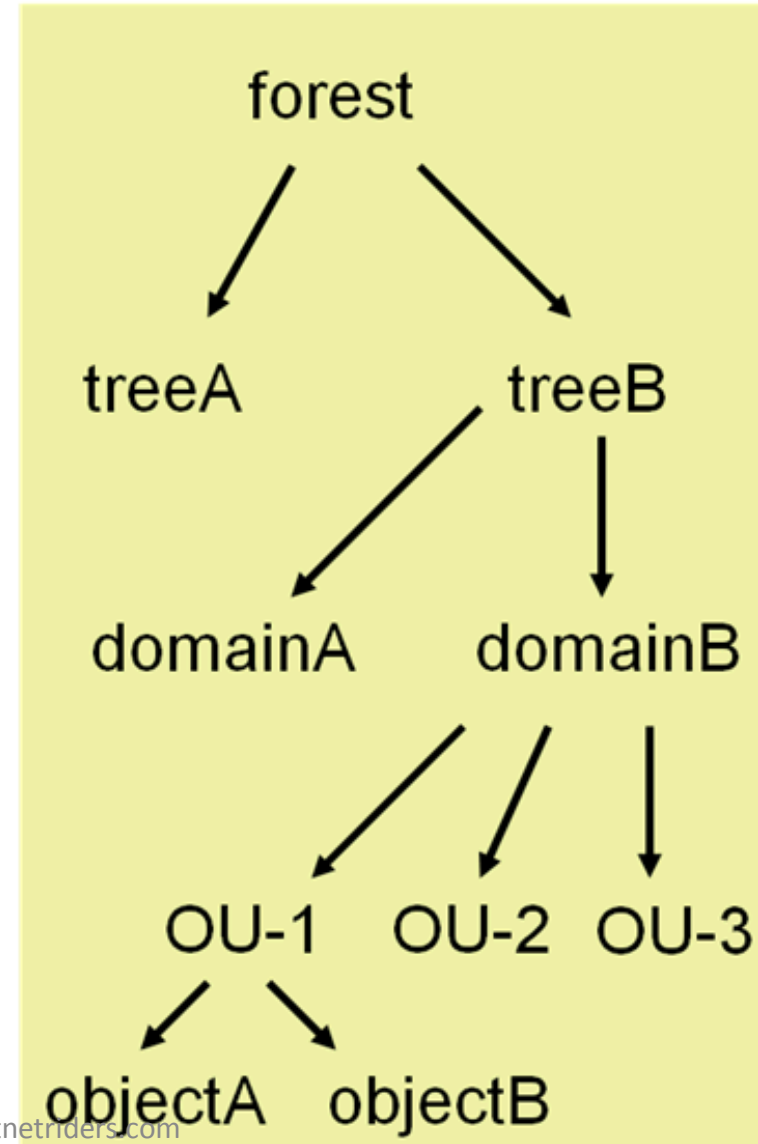 forest
treeA treeB
domainA domainB
OU-1 OU-2 OU-3
objectA objectB
netriders.com